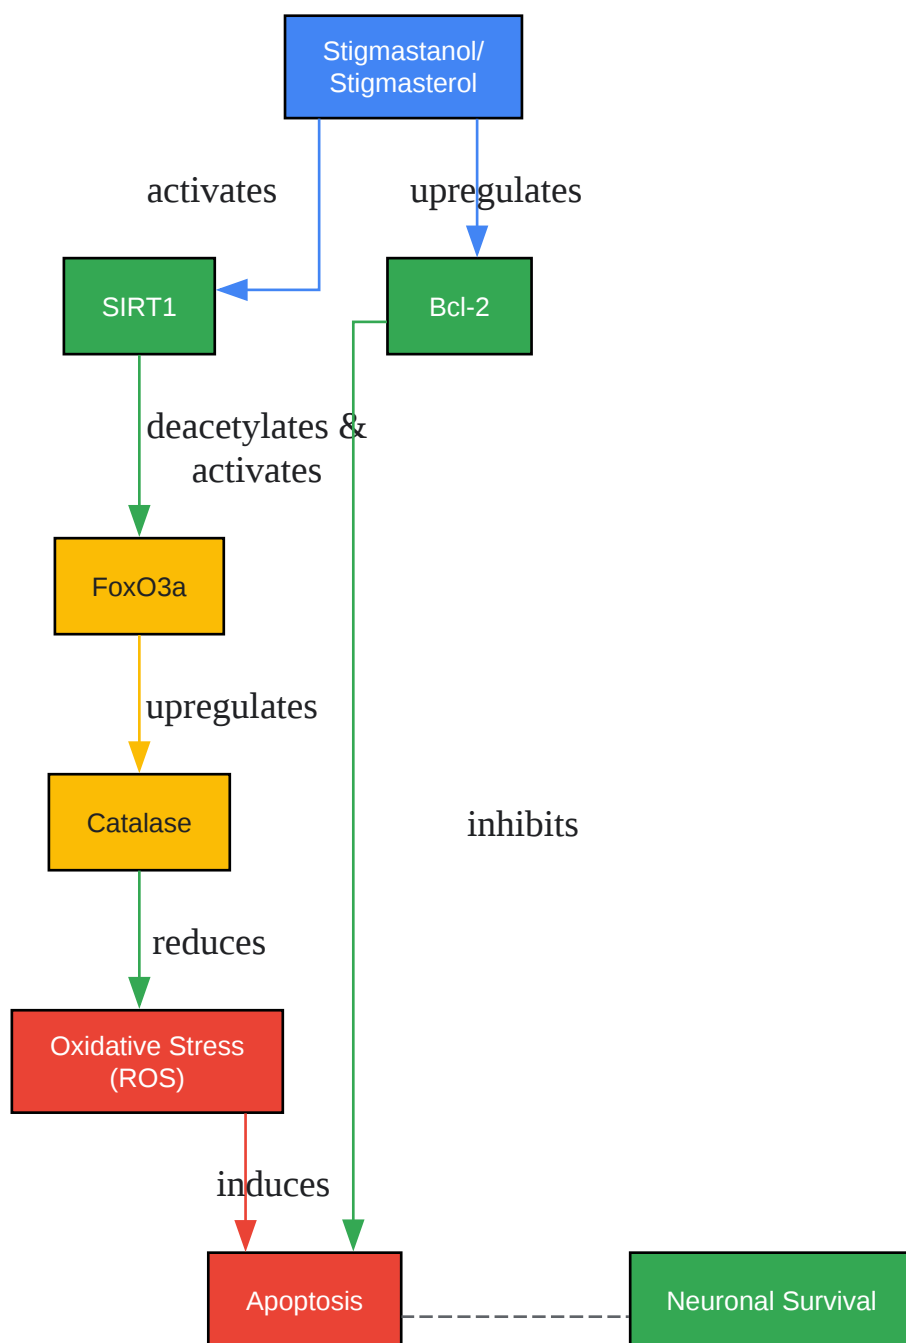 Stigmastanol/
Stigmasterol
activates
upregulates
SIRT1
Bcl-2
deacetylates &
activates
FoxO3a
upregulates
Catalase
inhibits
reduces
Oxidative Stress
(ROS)
induces
Apoptosis
Neuronal Survival